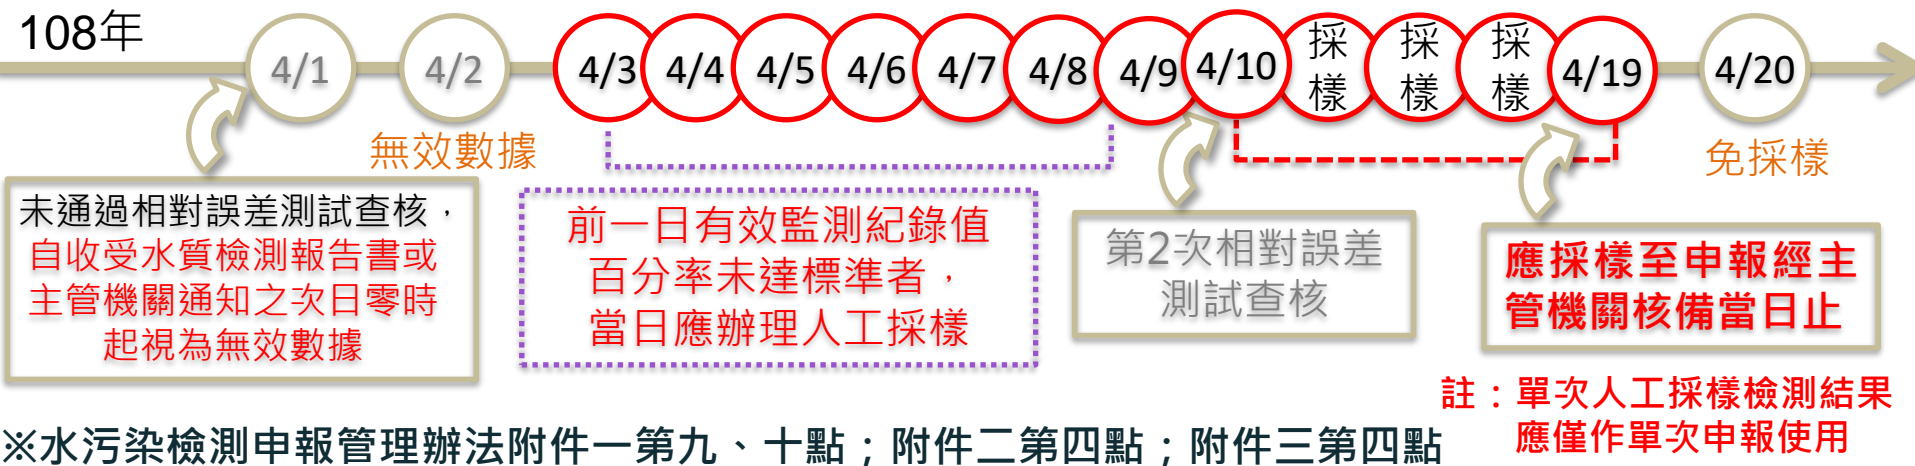 108年
4/1
4/2
4/3
4/4
4/5
4/6
4/7
4/8
4/9
4/10
採
樣
採
樣
採
樣
4/19
4/20
無效數據
免採樣
未通過相對誤差測試查核，
自收受水質檢測報告書或
主管機關通知之次日零時
起視為無效數據
前一日有效監測紀錄值
百分率未達標準者，
當日應辦理人工採樣
第2次相對誤差
測試查核
應採樣至申報經主
管機關核備當日止
註：單次人工採樣檢測結果
應僅作單次申報使用
※水污染檢測申報管理辦法附件一第九、十點；附件二第四點；附件三第四點